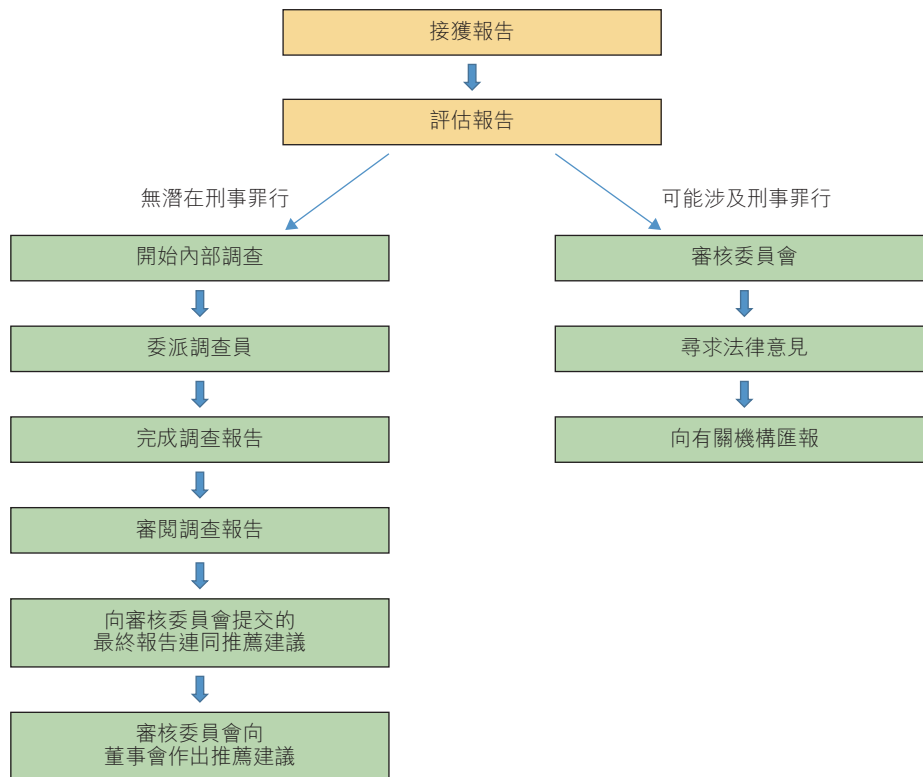 接獲報告
評估報告
無潛在刑事罪行
可能涉及刑事罪行
開始內部調查
審核委員會
委派調查員
尋求法律意見
完成調查報告
向有關機構匯報
審閱調查報告
向審核委員會提交的
最終報告連同推薦建議
審核委員會向
董事會作出推薦建議